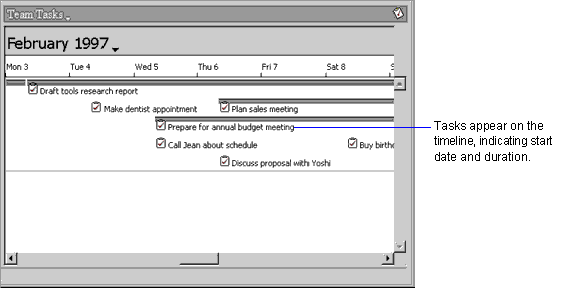 Team Tasks
February 1997
Mon 3 Tue 4 Wed 5 Thu 6 Fri 7 Sat 8 S
Draft tools research report
Make dentist appointment Plan sales meeting
Prepare for annual budget meeting
Call Jean about schedule Buy birthd
Discuss proposal with Yoshi
Tasks appear on the
timeline, indicating start
date and duration.